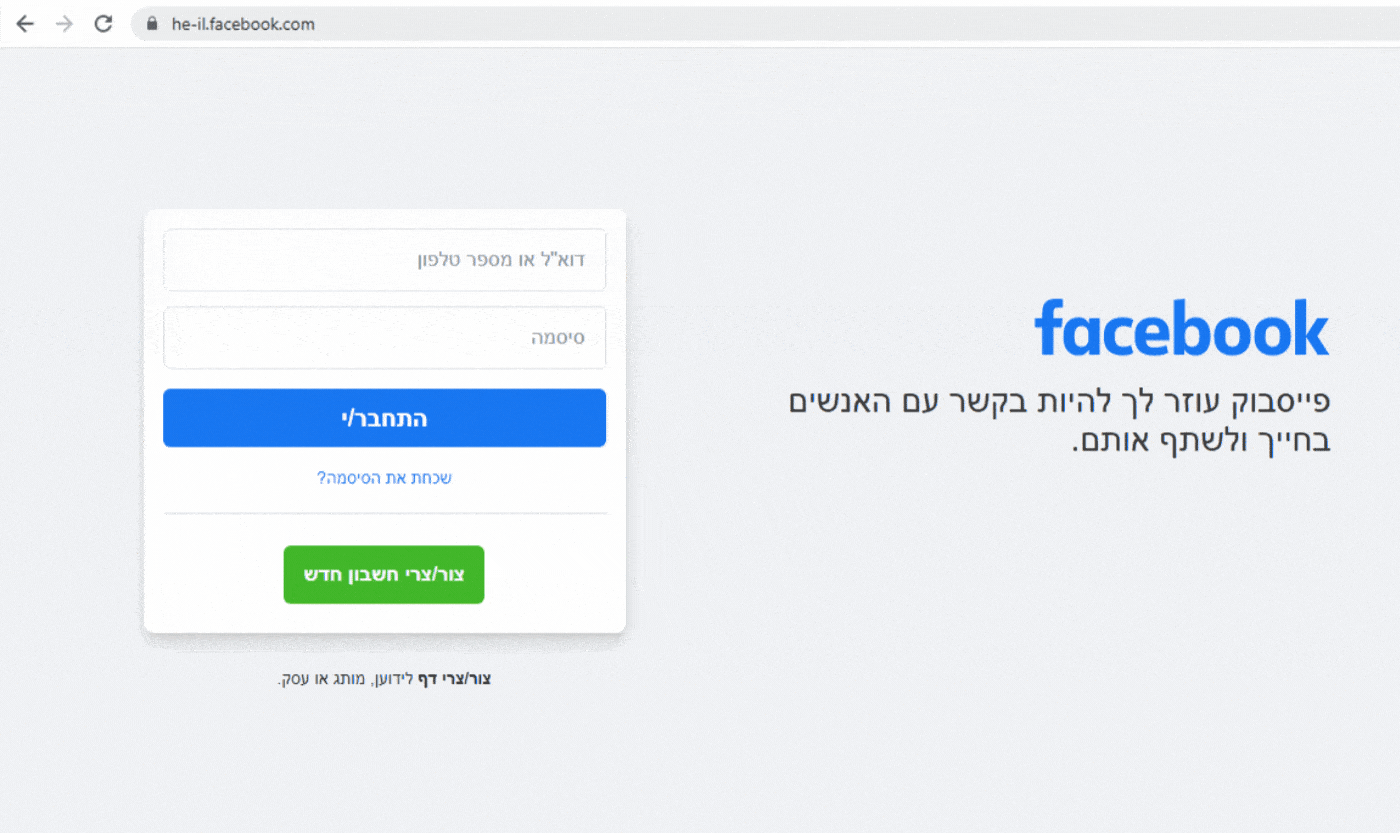 he-il.facebook.com
facebook
פייסבוק עוזר לך להיות בקשר עם האנשים
בחייך ולשתף אותם.
דוא"ל או מספר טלפון
סיסמה
התחבר/י
שכחת את הסיסמה?
צור/צרי חשבון חדש
צור/צרי דף לידוען, מותג או עסק.